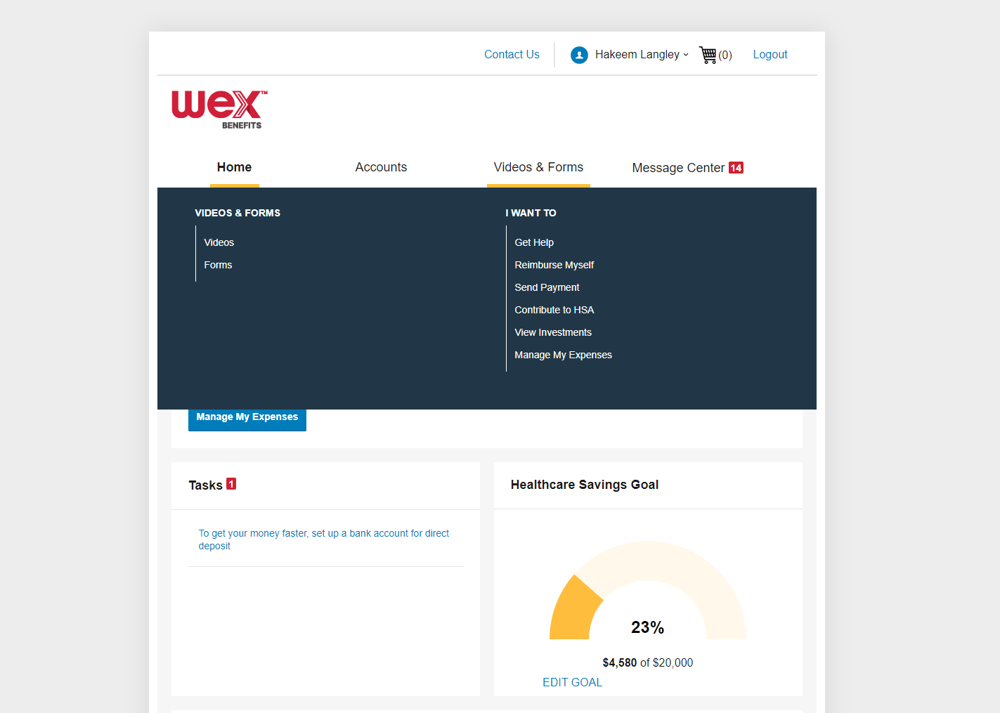 Contact Us
Hakeem Langley
(0)
Logout
wex™
BENEFITS
Home
Accounts
Videos & Forms
Message Center 14
VIDEOS & FORMS
Videos
Forms
I WANT TO
Get Help
Reimburse Myself
Send Payment
Contribute to HSA
View Investments
Manage My Expenses
Manage My Expenses
Tasks 1
To get your money faster, set up a bank account for direct
deposit
Healthcare Savings Goal
23%
$4,580 of $20,000
EDIT GOAL